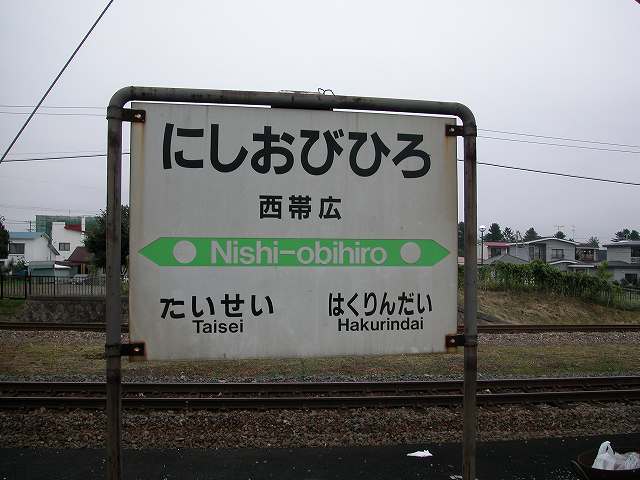 にしおびひろ
西帯広
Nishi-obihiro
たいせい はくりんだい
Taisei Hakurindai